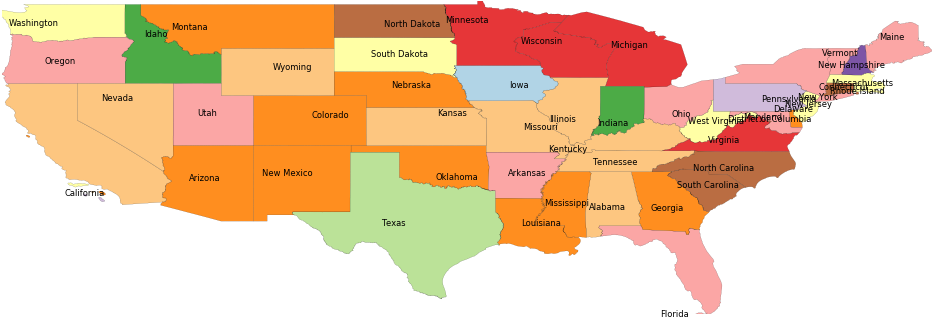 Washington
Montana
Idaho
North Dakota
Minnesota
Wisconsin
Michigan
Maine
Vermont
New Hampshire
Oregon
Wyoming
South Dakota
Nebraska
Iowa
Massachusetts
Connecticut
Rhode Island
New York
Pennsylvania
New Jersey
Delaware
Nevada
Utah
Colorado
Kansas
Missouri
Illinois
Indiana
Ohio
West Virginia
District of Columbia
Maryland
Virginia
Kentucky
Tennessee
North Carolina
South Carolina
California
Arizona
New Mexico
Oklahoma
Arkansas
Texas
Louisiana
Mississippi
Alabama
Georgia
Florida